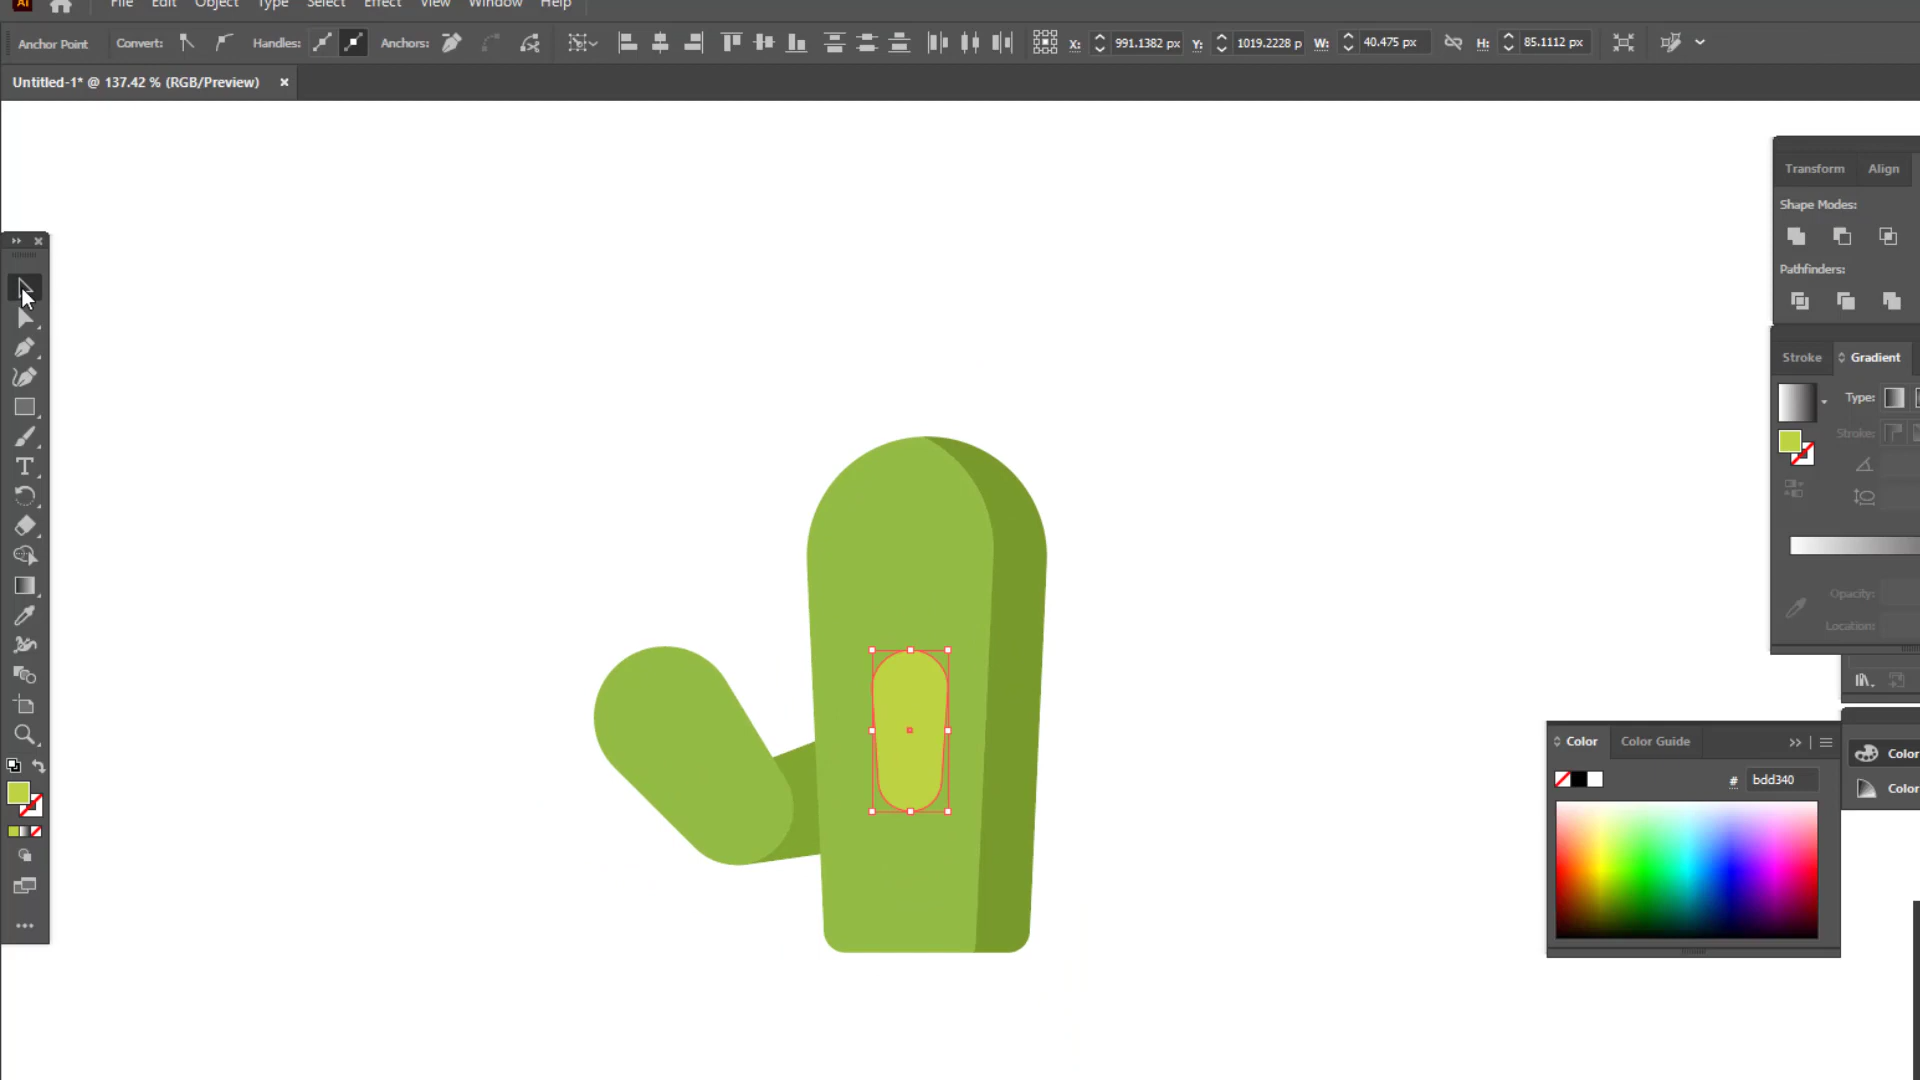 Ai File Edit Object Type Select Effect View Window Help
Anchor Point Convert: Handles: Anchors: X: 991.1382 px Y: 1019.2228 p W: 40.475 px H: 85.1112 px
Untitled-1* @ 137.42 % (RGB/Preview)
Transform Align
Shape Modes:
Pathfinders:
Stroke Gradient
Type:
Stroke:
Opacity:
Location:
Color Color Guide
# bdd340
Color
Color